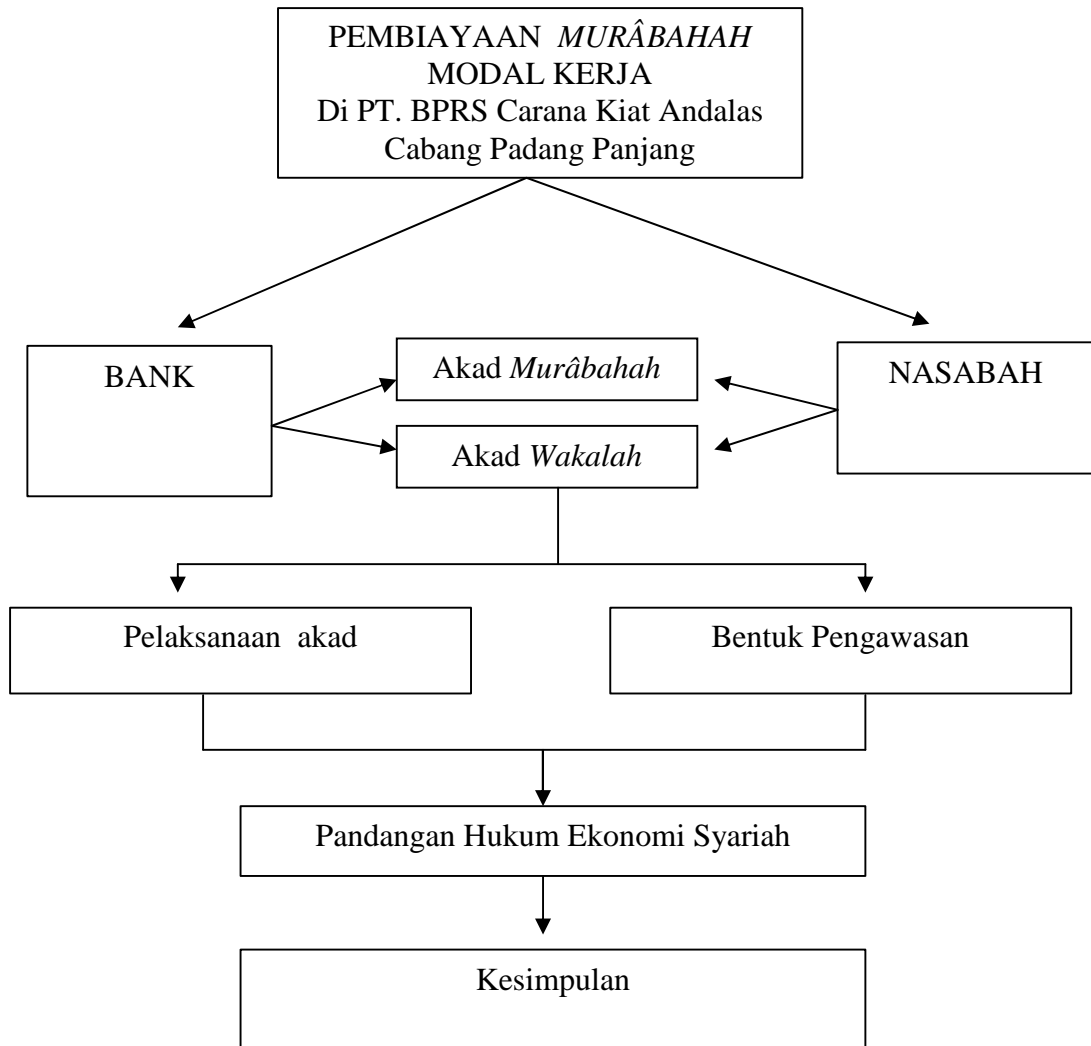 PEMBIAYAAN MURÂBAHAH
MODAL KERJA
Di PT. BPRS Carana Kiat Andalas
Cabang Padang Panjang
BANK
Akad Murâbahah
NASABAH
Akad Wakalah
Pelaksanaan akad
Bentuk Pengawasan
Pandangan Hukum Ekonomi Syariah
Kesimpulan